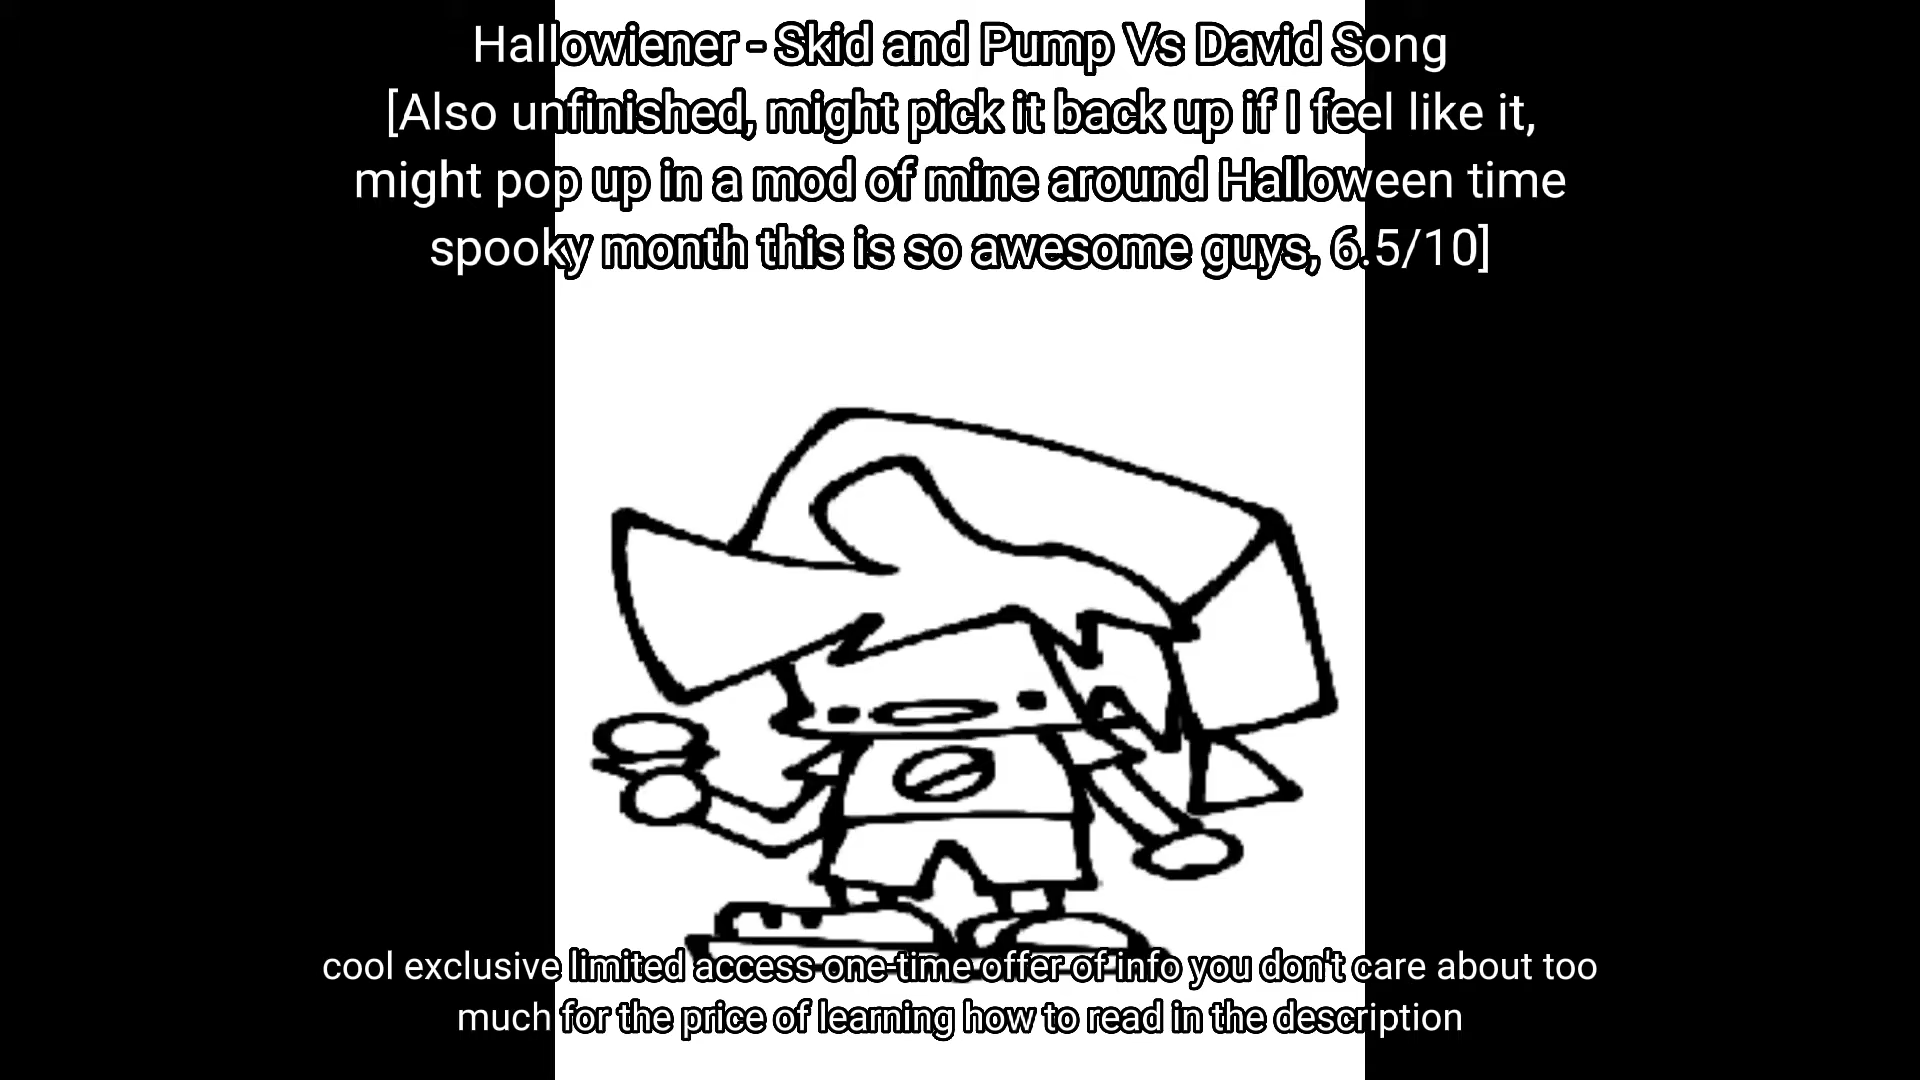 Hallowiener - Skid and Pump Vs David Song
[Also unfinished, might pick it back up if I feel like it,
might pop up in a mod of mine around Halloween time
spooky month this is so awesome guys, 6.5/10]
cool exclusive limited access one-time offer of info you don't care about too
much for the price of learning how to read in the description